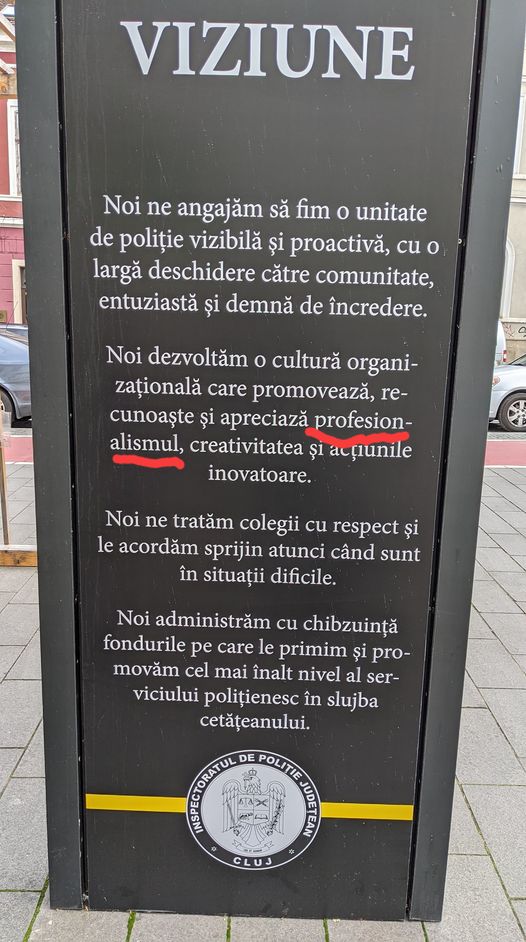 VIZIUNE
Noi ne angajăm să fim o unitate
de poliție vizibilă și proactivă, cu o
largă deschidere către comunitate,
entuziastă și demnă de încredere.
Noi dezvoltăm o cultură organi-
zațională care promovează, re-
cunoaște și apreciază profesion-
alismul, creativitatea și acțiunile
inovatoare.
Noi ne tratăm colegii cu respect și
le acordăm sprijin atunci când sunt
în situații dificile.
Noi administrăm cu chibzuință
fondurile pe care le primim și pro-
movăm cel mai înalt nivel al ser-
viciului polițienesc în slujba
cetățeanului.
INSPECTORATUL DE POLIȚIE JUDEȚEAN
CLUJ